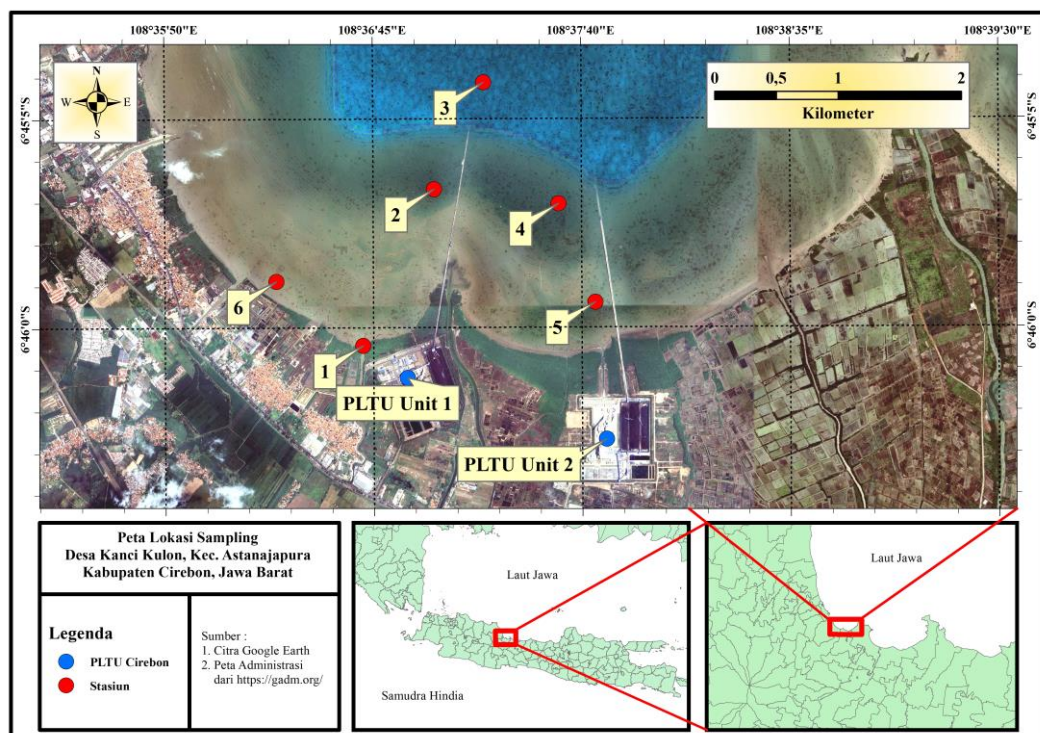 108°35'50"E
108°36'45"E
108°37'40"E
108°38'35"E
108°39'30"E
N
W
E
S
0
0,5
1
2
Kilometer
6°45'5"S
6°45'5"S
3
2
4
6
5
1
6°46'0"S
6°46'0"S
PLTU Unit 1
PLTU Unit 2
Peta Lokasi Sampling
Desa Kanci Kulon, Kec. Astanajapura
Kabupaten Cirebon, Jawa Barat
Legenda
PLTU Cirebon
Stasiun
Sumber :
1. Citra Google Earth
2. Peta Administrasi
dari https://gadm.org/
Laut Jawa
Samudra Hindia
Laut Jawa